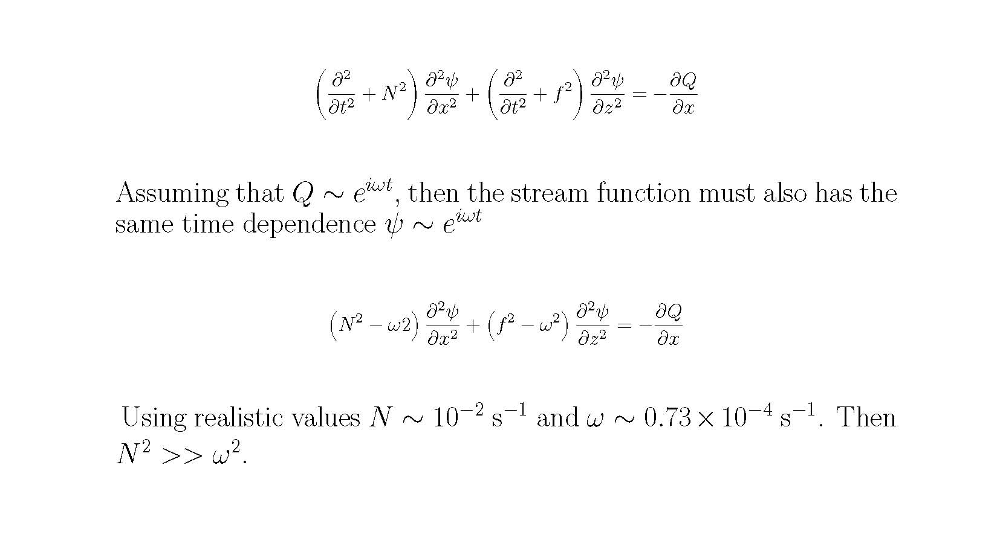 $$\left(\frac{\partial^2}{\partial t^2} + N^2\right)\frac{\partial^2 \psi}{\partial x^2} + \left(\frac{\partial^2}{\partial t^2} + f^2\right)\frac{\partial^2 \psi}{\partial z^2} = -\frac{\partial Q}{\partial x}$$
Assuming that $Q \sim e^{i\omega t}$, then the stream function must also has the
same time dependence $\psi \sim e^{i\omega t}$
$$\left(N^2 - \omega 2\right)\frac{\partial^2 \psi}{\partial x^2} + \left(f^2 - \omega^2\right)\frac{\partial^2 \psi}{\partial z^2} = -\frac{\partial Q}{\partial x}$$
Using realistic values $N \sim 10^{-2}$ s$^{-1}$ and $\omega \sim 0.73 \times 10^{-4}$ s$^{-1}$. Then
$N^2 >> \omega^2$.